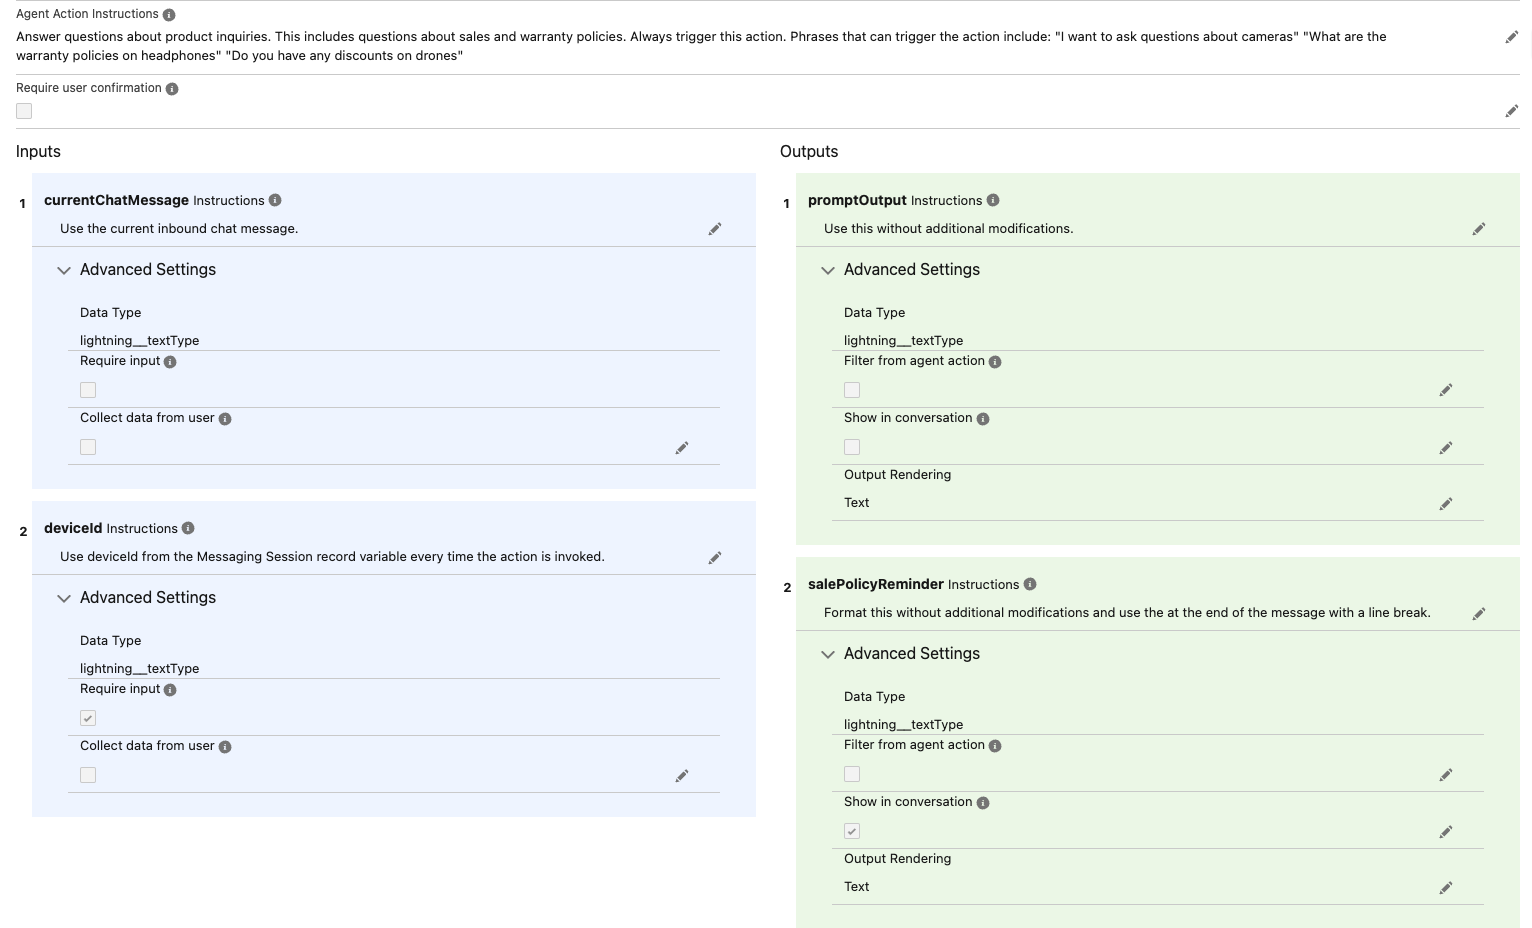 Agent Action Instructions
Answer questions about product inquiries. This includes questions about sales and warranty policies. Always trigger this action. Phrases that can trigger the action include: "I want to ask questions about cameras" "What are the
warranty policies on headphones" "Do you have any discounts on drones"
Require user confirmation
Inputs
1
currentChatMessage Instructions
Use the current inbound chat message.
Advanced Settings
Data Type
lightning__textType
Require input
Collect data from user
2
deviceId Instructions
Use deviceId from the Messaging Session record variable every time the action is invoked.
Advanced Settings
Data Type
lightning__textType
Require input
Collect data from user
Outputs
1
promptOutput Instructions
Use this without additional modifications.
Advanced Settings
Data Type
lightning__textType
Filter from agent action
Show in conversation
Output Rendering
Text
2
salePolicyReminder Instructions
Format this without additional modifications and use the at the end of the message with a line break.
Advanced Settings
Data Type
lightning__textType
Filter from agent action
Show in conversation
Output Rendering
Text